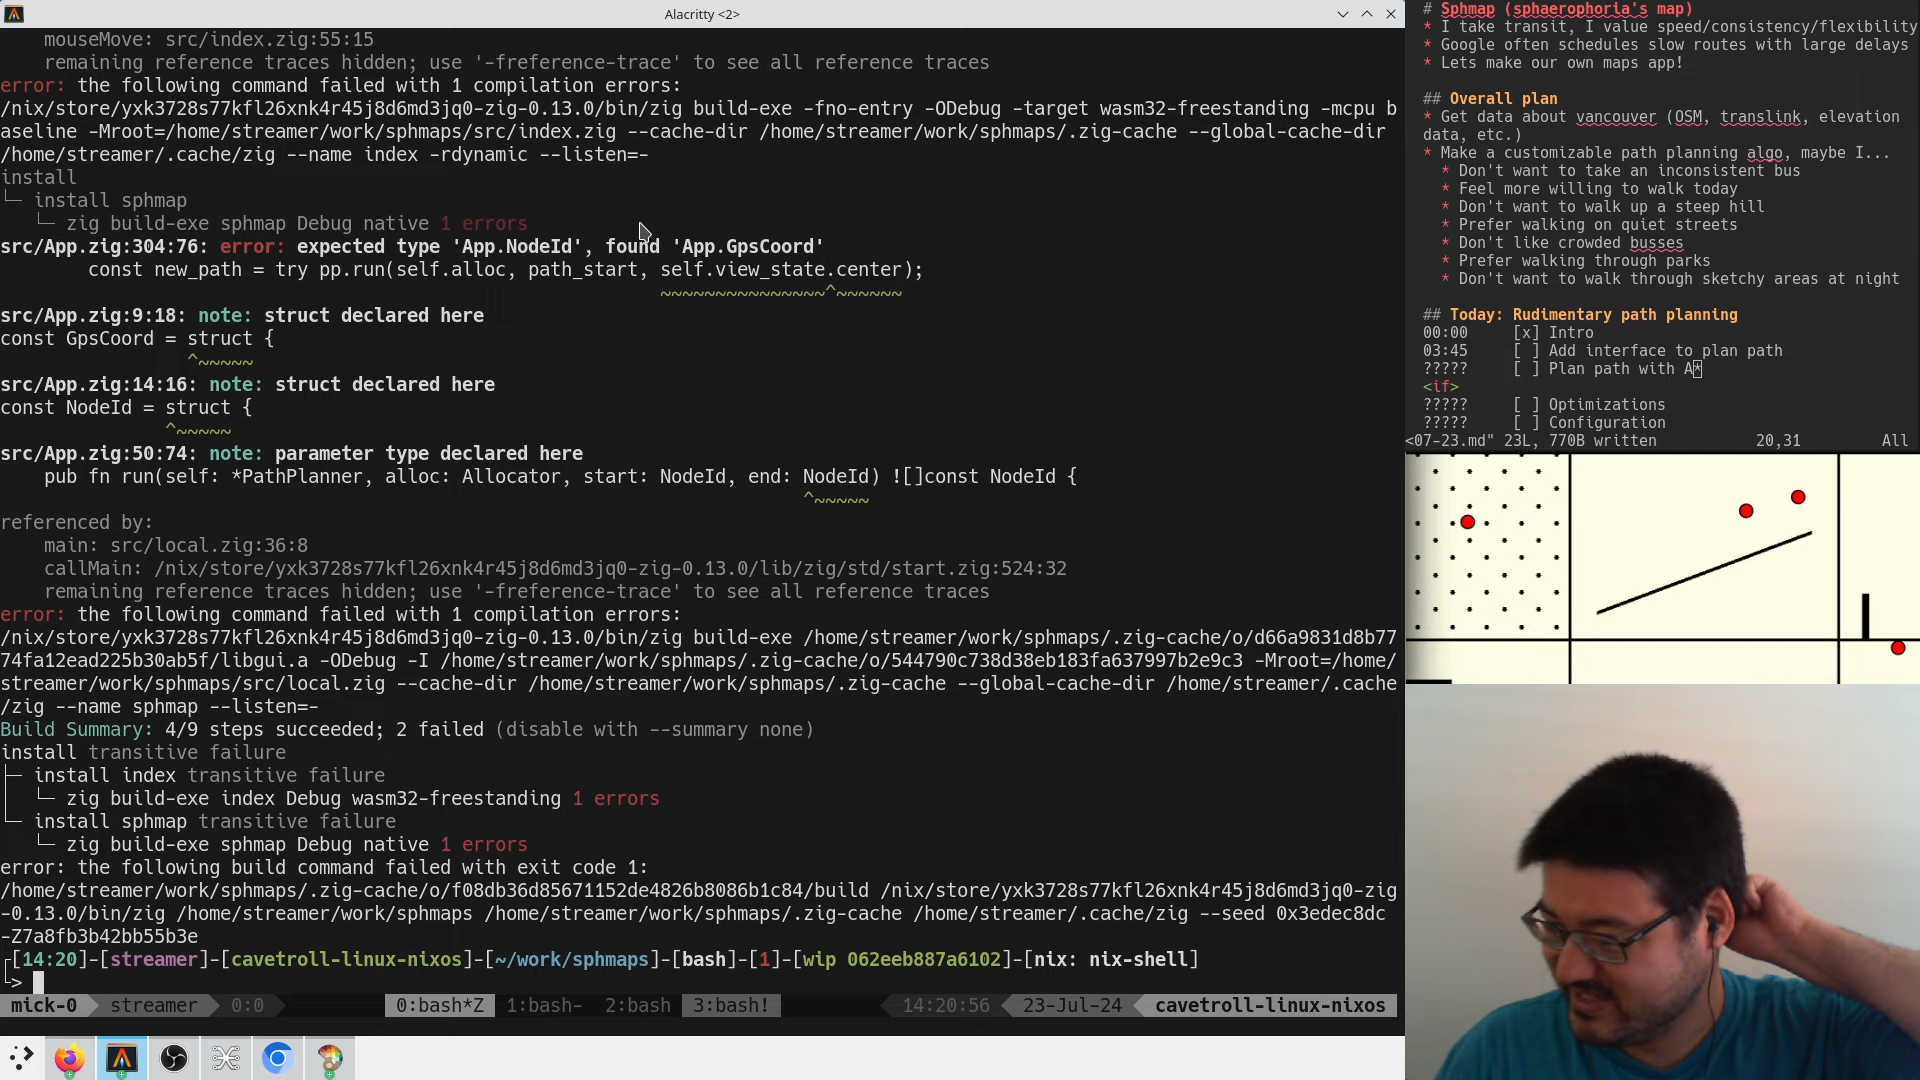 Alacritty <2>
mouseMove: src/index.zig:55:15
remaining reference traces hidden; use '-freference-trace' to see all reference traces
error: the following command failed with 1 compilation errors:
/nix/store/yxk3728s77kfl26xnk4r45j8d6md3jq0-zig-0.13.0/bin/zig build-exe -fno-entry -ODebug -target wasm32-freestanding -mcpu b
aseline -Mroot=/home/streamer/work/sphmaps/src/index.zig --cache-dir /home/streamer/work/sphmaps/.zig-cache --global-cache-dir
/home/streamer/.cache/zig --name index -rdynamic --listen=-
install
└─ install sphmap
└─ zig build-exe sphmap Debug native 1 errors
src/App.zig:304:76: error: expected type 'App.NodeId', found 'App.GpsCoord'
const new_path = try pp.run(self.alloc, path_start, self.view_state.center);
~~~~~~~~~~~~~~~^~~~~~~
src/App.zig:9:18: note: struct declared here
const GpsCoord = struct {
^~~~~~
src/App.zig:14:16: note: struct declared here
const NodeId = struct {
^~~~~~
src/App.zig:50:74: note: parameter type declared here
pub fn run(self: *PathPlanner, alloc: Allocator, start: NodeId, end: NodeId) ![]const NodeId {
^~~~~~
referenced by:
main: src/local.zig:36:8
callMain: /nix/store/yxk3728s77kfl26xnk4r45j8d6md3jq0-zig-0.13.0/lib/zig/std/start.zig:524:32
remaining reference traces hidden; use '-freference-trace' to see all reference traces
error: the following command failed with 1 compilation errors:
/nix/store/yxk3728s77kfl26xnk4r45j8d6md3jq0-zig-0.13.0/bin/zig build-exe /home/streamer/work/sphmaps/.zig-cache/o/d66a9831d8b77
74fa12ead225b30ab5f/libgui.a -ODebug -I /home/streamer/work/sphmaps/.zig-cache/o/544790c738d38eb183fa637997b2e9c3 -Mroot=/home/
streamer/work/sphmaps/src/local.zig --cache-dir /home/streamer/work/sphmaps/.zig-cache --global-cache-dir /home/streamer/.cache
/zig --name sphmap --listen=-
Build Summary: 4/9 steps succeeded; 2 failed (disable with --summary none)
install transitive failure
├─ install index transitive failure
│  └─ zig build-exe index Debug wasm32-freestanding 1 errors
└─ install sphmap transitive failure
└─ zig build-exe sphmap Debug native 1 errors
error: the following build command failed with exit code 1:
/home/streamer/work/sphmaps/.zig-cache/o/f08db36d85671152de4826b8086b1c84/build /nix/store/yxk3728s77kfl26xnk4r45j8d6md3jq0-zig
-0.13.0/bin/zig /home/streamer/work/sphmaps /home/streamer/work/sphmaps/.zig-cache /home/streamer/.cache/zig --seed 0x3edec8dc
-Z7a8fb3b42bb55b3e
┌[14:20]-[streamer]-[cavetroll-linux-nixos]-[~/work/sphmaps]-[bash]-[1]-[wip 062eeb887a6102]-[nix: nix-shell]
└>
mick-0 streamer 0:0 0:bash*Z 1:bash- 2:bash 3:bash! 14:20:56 23-Jul-24 cavetroll-linux-nixos
# Sphmap (sphaerophoria's map)
* I take transit, I value speed/consistency/flexibility
* Google often schedules slow routes with large delays
* Lets make our own maps app!
## Overall plan
* Get data about vancouver (OSM, translink, elevation
data, etc.)
* Make a customizable path planning algo, maybe I...
* Don't want to take an inconsistent bus
* Feel more willing to walk today
* Don't want to walk up a steep hill
* Prefer walking on quiet streets
* Don't like crowded busses
* Prefer walking through parks
* Don't want to walk through sketchy areas at night
## Today: Rudimentary path planning
00:00 [x] Intro
03:45 [ ] Add interface to plan path
????? [ ] Plan path with A*
<if>
????? [ ] Optimizations
????? [ ] Configuration
<07-23.md" 23L, 770B written 20,31 All